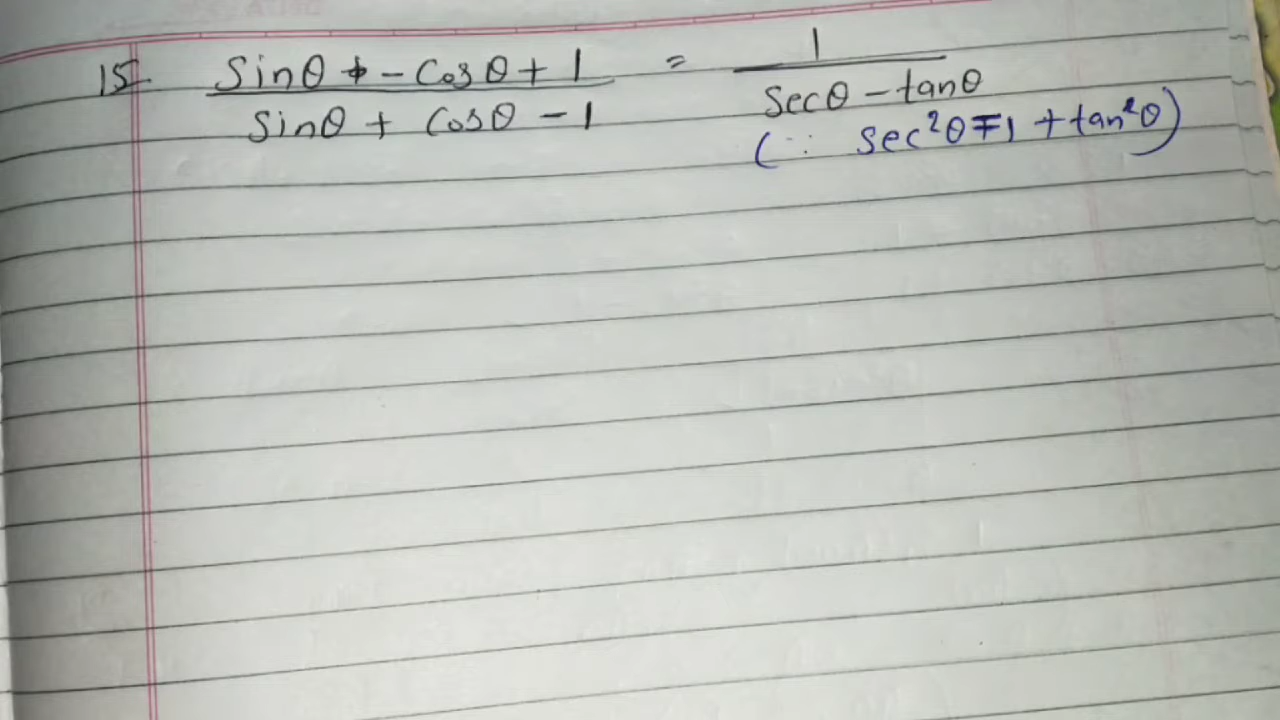 15 (Sinθ - Cosθ + 1)/(Sinθ + Cosθ - 1) = 1/(Secθ - tanθ)
(∵ Sec²θ = 1 + tan²θ)